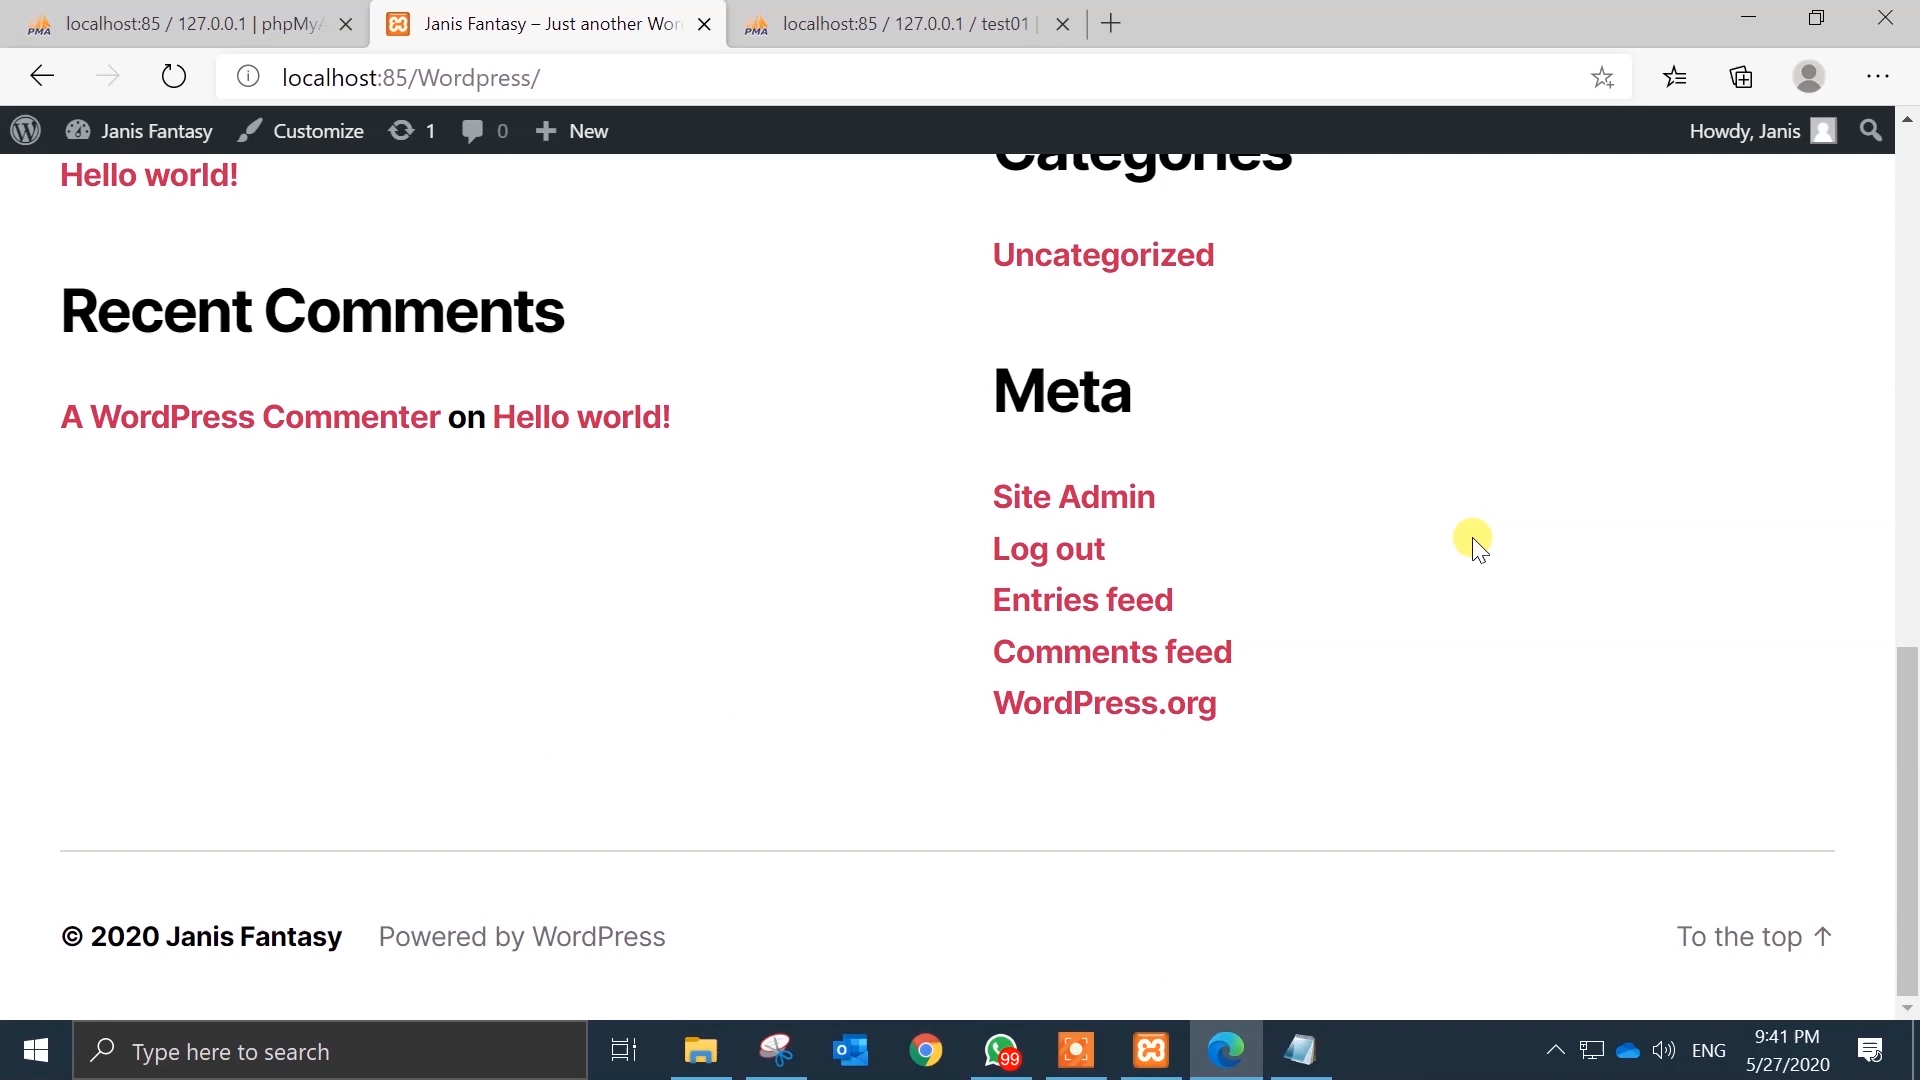 localhost:85 / 127.0.0.1 | phpMyA
Janis Fantasy – Just another Wor
localhost:85 / 127.0.0.1 / test01 |
localhost:85/Wordpress/
Janis Fantasy
Customize
1
0
New
Howdy, Janis
Hello world!
Recent Comments
A WordPress Commenter on Hello world!
Categories
Uncategorized
Meta
Site Admin
Log out
Entries feed
Comments feed
WordPress.org
© 2020 Janis Fantasy
Powered by WordPress
To the top ↑
Type here to search
99
ENG
9:41 PM
5/27/2020